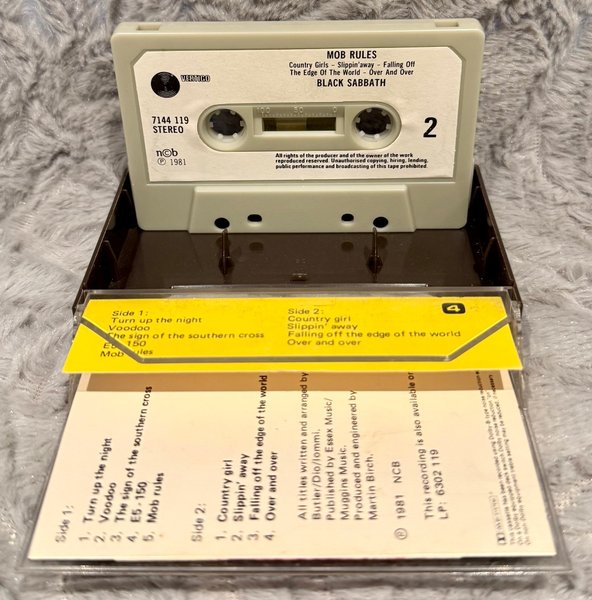 MOB RULES
Country Girls - Slippin'away - Falling Off
The Edge Of The World - Over And Over
BLACK SABBATH
VERTIGO
7144 119
STEREO
2
n©b
℗ 1981
100 50 0
All rights of the producer and of the owner of the work
reproduced reserved. Unauthorised copying, hiring, lending,
public performance and broadcasting of this tape prohibited.
4
Side 1:
Turn up the night
Voodoo
The sign of the southern cross
E5. 150
Mob rules
Side 2:
Country girl
Slippin' away
Falling off the edge of the world
Over and over
Side 1:
1. Turn up the night
2. Voodoo
3. The sign of the southern cross
4. E5. 150
5. Mob rules
Side 2:
1. Country girl
2. Slippin' away
3. Falling off the edge of the world
4. Over and over
All titles written and arranged by
Butler/Dio/Iommi.
Published by Essex Music/
Muggins Music.
Produced and engineered by
Martin Birch.
℗ 1981 NCB
This recording is also available on
LP: 6302 119